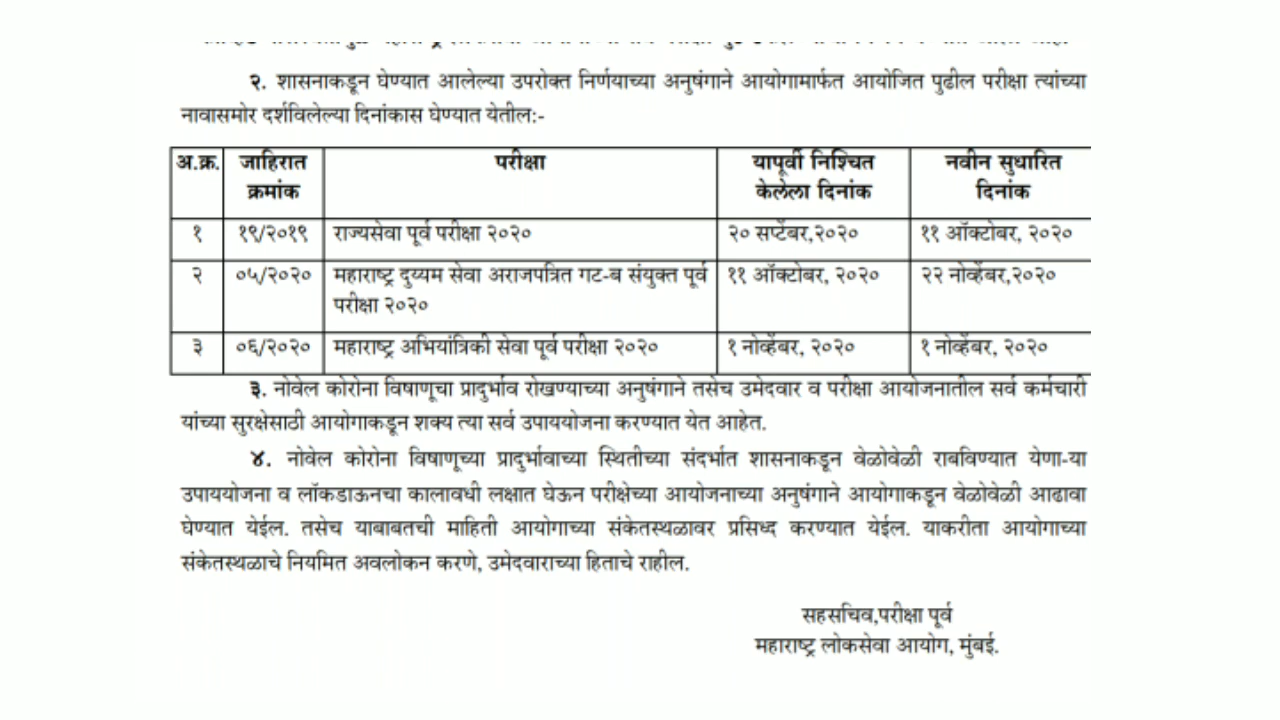 २. शासनाकडून घेण्यात आलेल्या उपरोक्त निर्णयाच्या अनुषंगाने आयोगामार्फत आयोजित पुढील परीक्षा त्यांच्या
नावासमोर दर्शविलेल्या दिनांकास घेण्यात येतील:-
अ.क्र. जाहिरात क्रमांक परीक्षा यापूर्वी निश्चित केलेला दिनांक नवीन सुधारित दिनांक
१ १९/२०१९ राज्यसेवा पूर्व परीक्षा २०२० २० सप्टेंबर,२०२० ११ ऑक्टोबर, २०२०
२ ०५/२०२० महाराष्ट्र दुय्यम सेवा अराजपत्रित गट-ब संयुक्त पूर्व परीक्षा २०२० ११ ऑक्टोबर, २०२० २२ नोव्हेंबर,२०२०
३ ०६/२०२० महाराष्ट्र अभियांत्रिकी सेवा पूर्व परीक्षा २०२० १ नोव्हेंबर, २०२० १ नोव्हेंबर, २०२०
३. नोवेल कोरोना विषाणूचा प्रादुर्भाव रोखण्याच्या अनुषंगाने तसेच उमेदवार व परीक्षा आयोजनातील सर्व कर्मचारी
यांच्या सुरक्षेसाठी आयोगाकडून शक्य त्या सर्व उपाययोजना करण्यात येत आहेत.
४. नोवेल कोरोना विषाणूच्या प्रादुर्भावाच्या स्थितीच्या संदर्भात शासनाकडून वेळोवेळी राबविण्यात येणा-या
उपाययोजना व लॉकडाऊनचा कालावधी लक्षात घेऊन परीक्षेच्या आयोजनाच्या अनुषंगाने आयोगाकडून वेळोवेळी आढावा
घेण्यात येईल. तसेच याबाबतची माहिती आयोगाच्या संकेतस्थळावर प्रसिध्द करण्यात येईल. याकरीता आयोगाच्या
संकेतस्थळाचे नियमित अवलोकन करणे, उमेदवाराच्या हिताचे राहील.
सहसचिव,परीक्षा पूर्व
महाराष्ट्र लोकसेवा आयोग, मुंबई.